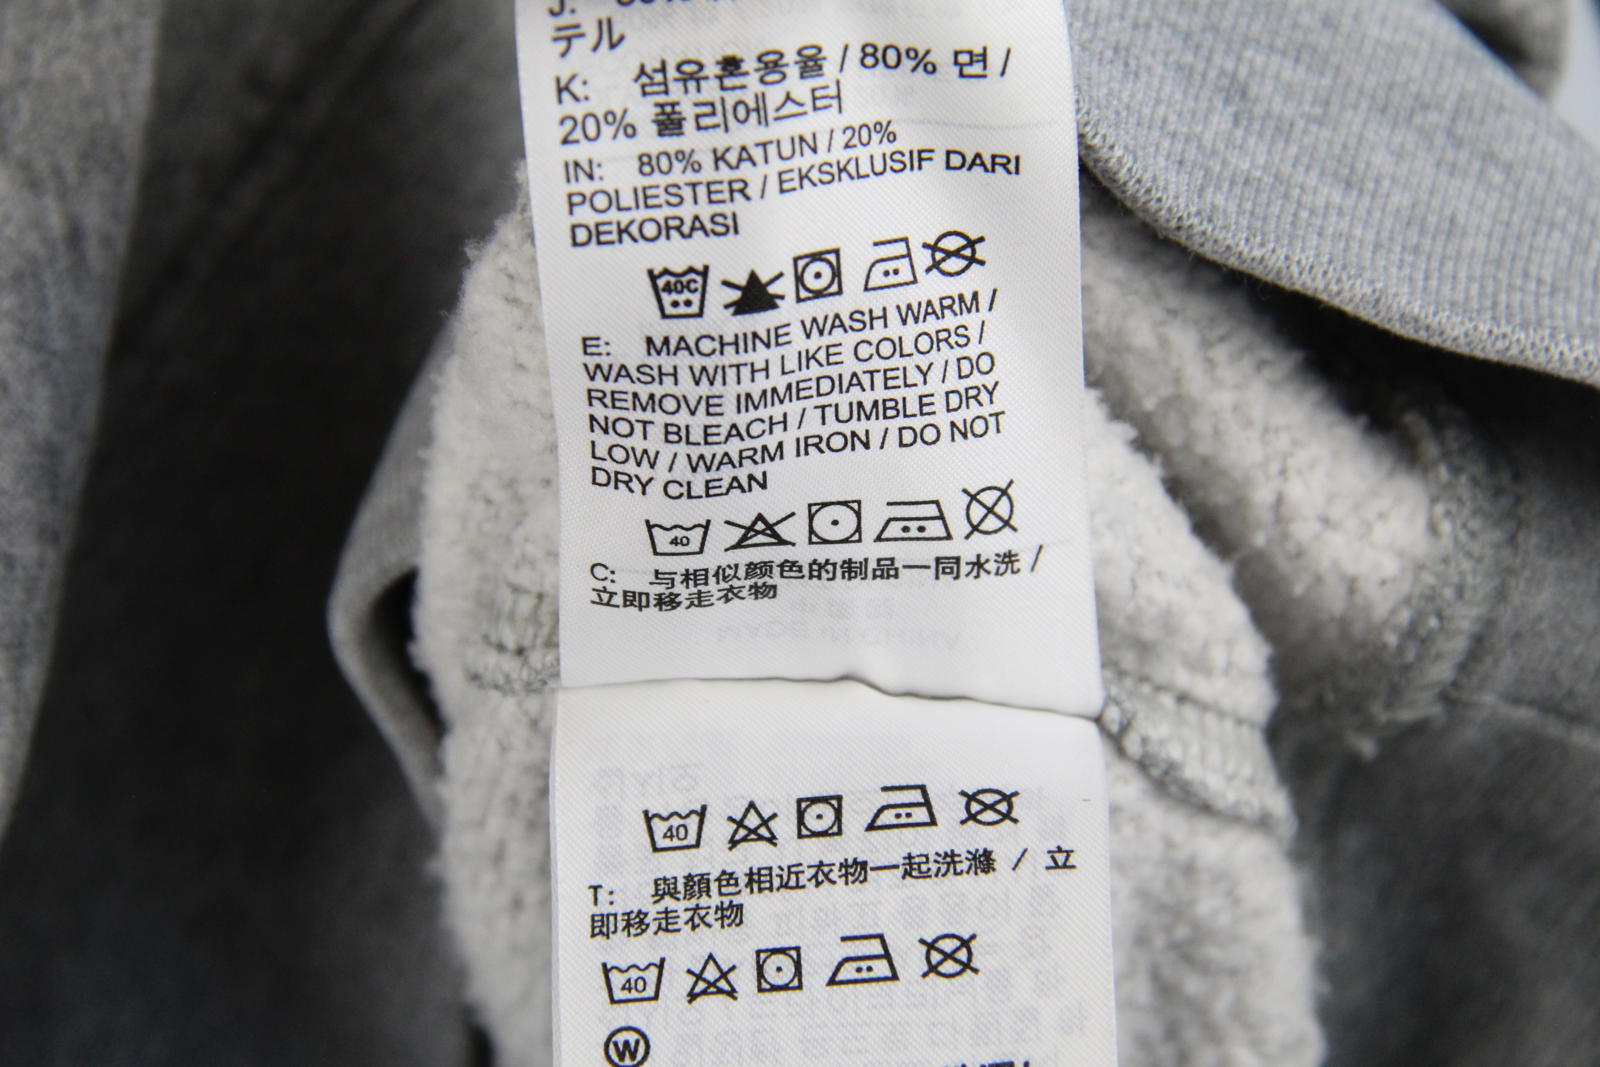 テル
K: 섬유혼용율 / 80% 면 /
20% 폴리에스터
IN: 80% KATUN / 20%
POLIESTER / EKSKLUSIF DARI
DEKORASI
40C
E: MACHINE WASH WARM /
WASH WITH LIKE COLORS /
REMOVE IMMEDIATELY / DO
NOT BLEACH / TUMBLE DRY
LOW / WARM IRON / DO NOT
DRY CLEAN
40
C: 与相似颜色的制品一同水洗 /
立即移走衣物
40
T: 與顏色相近衣物一起洗滌 / 立
即移走衣物
40
W